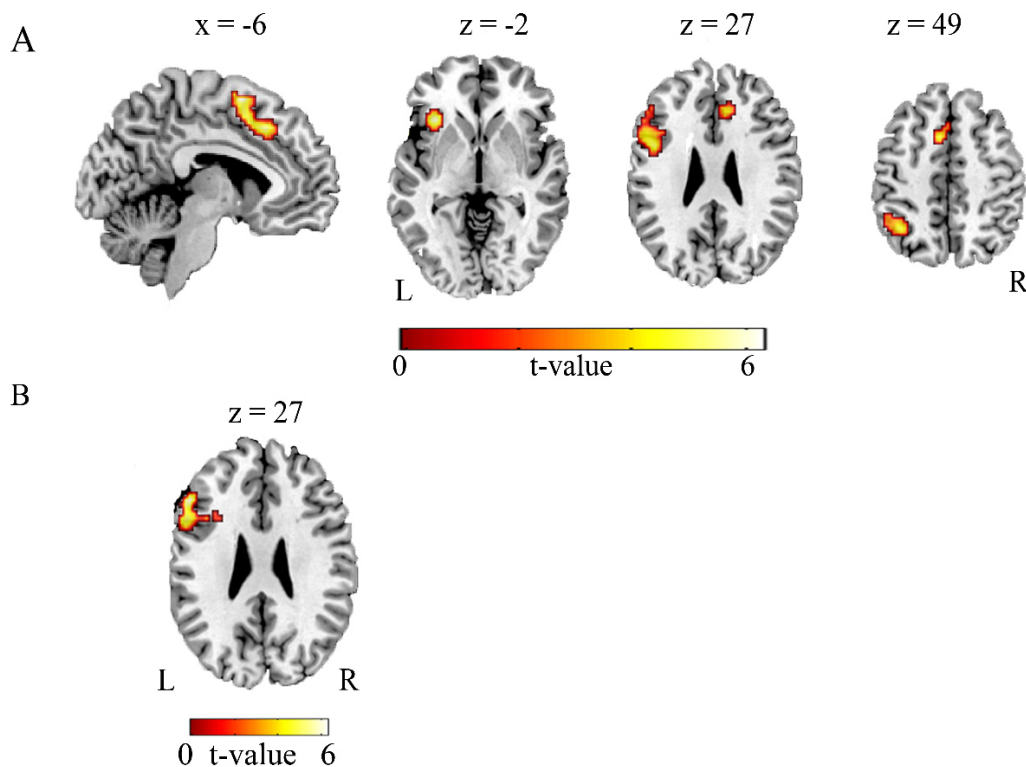 A
x = -6
z = -2
z = 27
z = 49
L
R
0
t-value
6
B
z = 27
L
R
0
t-value
6